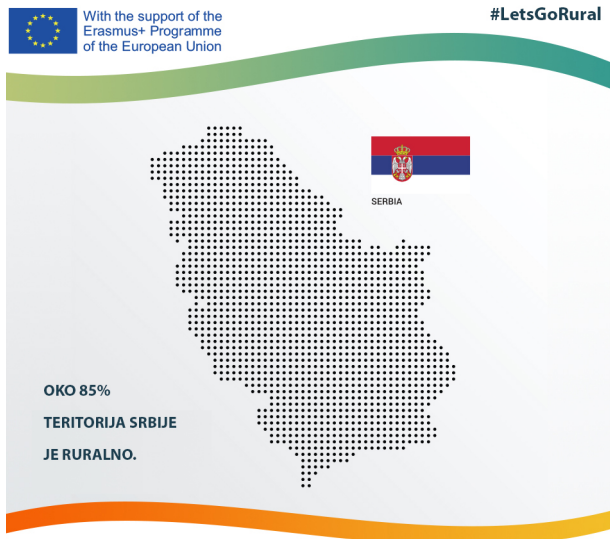 With the support of the
Erasmus+ Programme
of the European Union
#LetsGoRural
SERBIA
OKO 85%
TERITORIJA SRBIJE
JE RURALNO.